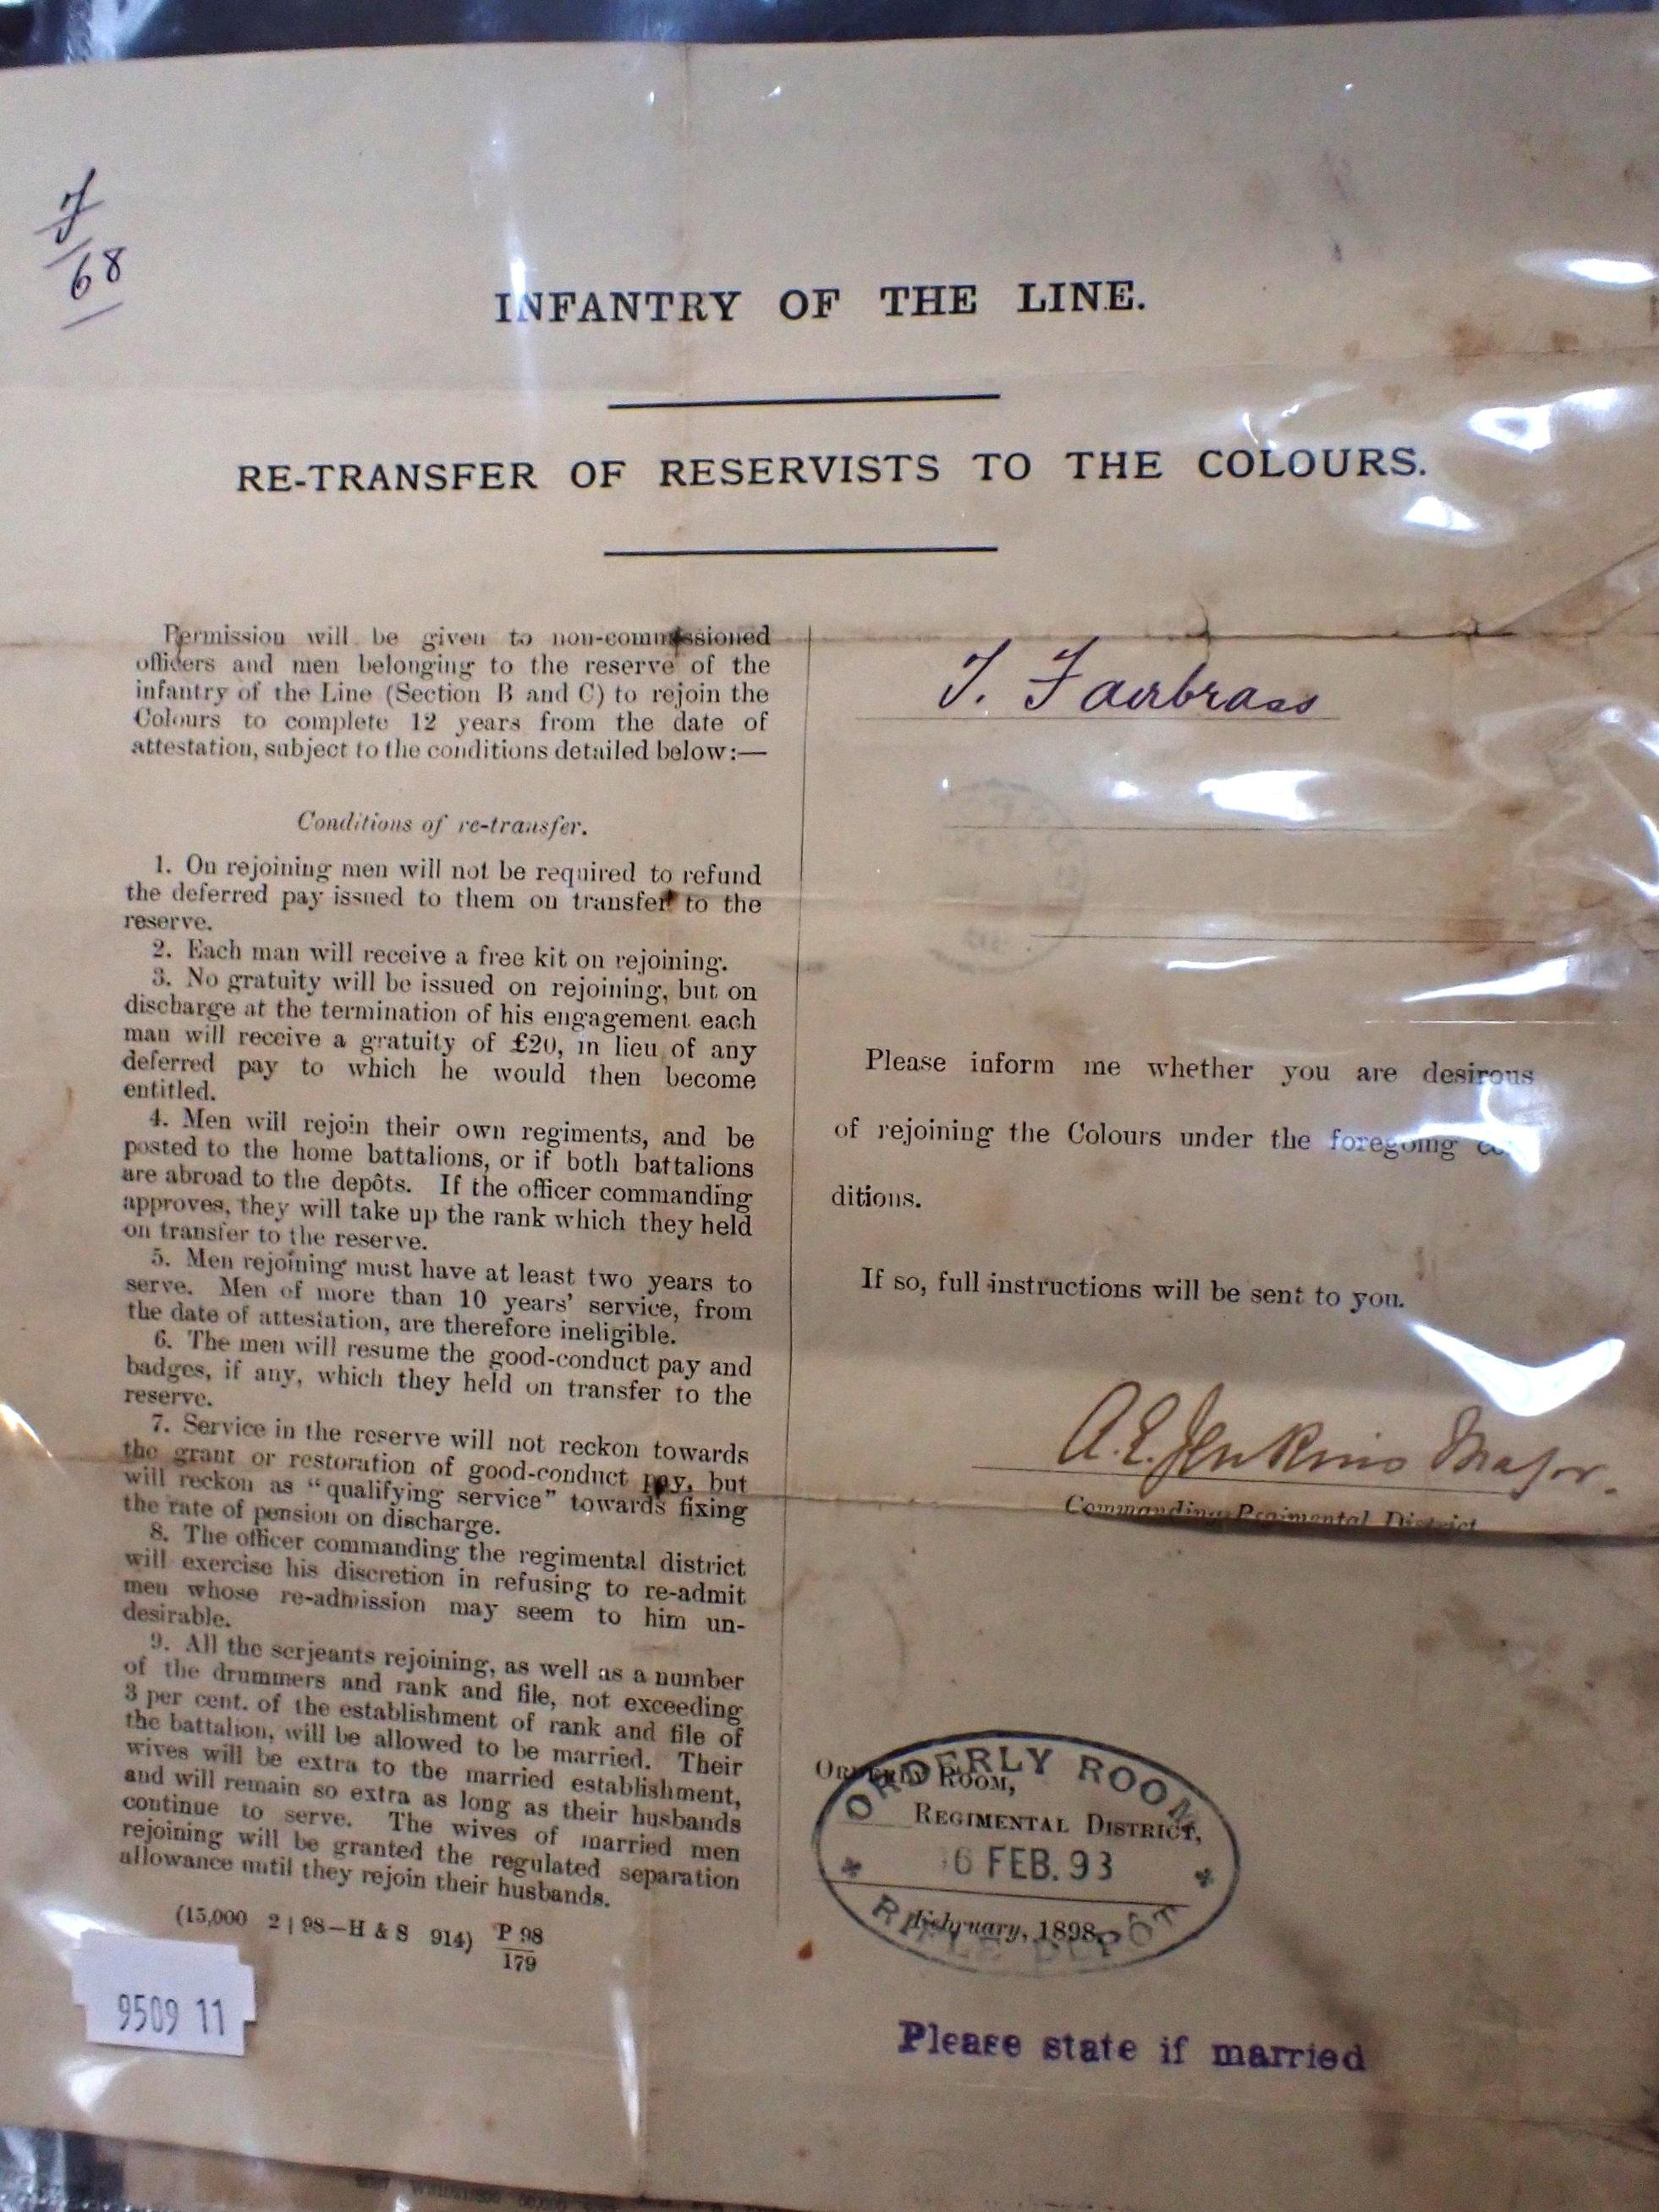 68
INFANTRY OF THE LINE.
RE-TRANSFER OF RESERVISTS TO THE COLOURS.
Permission will be given to non-commissioned
officers and men belonging to the reserve of the
infantry of the Line (Section B and C) to rejoin the
Colours to complete 12 years from the date of
attestation, subject to the conditions detailed below:—
Conditions of re-transfer.
1. On rejoining men will not be required to refund
the deferred pay issued to them on transfer to the
reserve.
2. Each man will receive a free kit on rejoining.
3. No gratuity will be issued on rejoining, but on
discharge at the termination of his engagement each
man will receive a gratuity of £20, in lieu of any
deferred pay to which he would then become
entitled.
4. Men will rejoin their own regiments, and be
posted to the home battalions, or if both battalions
are abroad to the depôts. If the officer commanding
approves, they will take up the rank which they held
on transfer to the reserve.
5. Men rejoining must have at least two years to
serve. Men of more than 10 years' service, from
the date of attestation, are therefore ineligible.
6. The men will resume the good-conduct pay and
badges, if any, which they held on transfer to the
reserve.
7. Service in the reserve will not reckon towards
the grant or restoration of good-conduct pay, but
will reckon as "qualifying service" towards fixing
the rate of pension on discharge.
8. The officer commanding the regimental district
will exercise his discretion in refusing to re-admit
men whose re-admission may seem to him un-
desirable.
9. All the serjeants rejoining, as well as a number
of the drummers and rank and file, not exceeding
3 per cent. of the establishment of rank and file of
the battalion, will be allowed to be married. Their
wives will be extra to the married establishment,
and will remain so extra as long as their husbands
continue to serve. The wives of married men
rejoining will be granted the regulated separation
allowance until they rejoin their husbands.
(15,000 2 | 98—H & S 914) P 98
179
9509 11
T. Fairbrass
Please inform me whether you are desirous
of rejoining the Colours under the foregoing
ditions.
If so, full instructions will be sent to you.
A. E. Jenkins Major.
Commanding Regimental District
ORDERLY ROOM
ORDERLY ROOM,
REGIMENTAL DISTRICT,
6 FEB. 93
February, 1898.
RIFLE DEPÔT
Please state if married